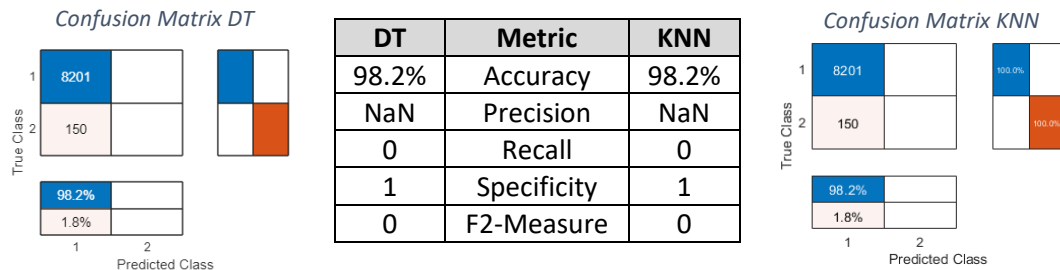 Confusion Matrix DT
1 8201
2 150
True Class
98.2%
1.8%
1 2
Predicted Class
DT Metric KNN
98.2% Accuracy 98.2%
NaN Precision NaN
0 Recall 0
1 Specificity 1
0 F2-Measure 0
Confusion Matrix KNN
1 8201 100.0%
2 150 100.0%
True Class
98.2%
1.8%
1 2
Predicted Class